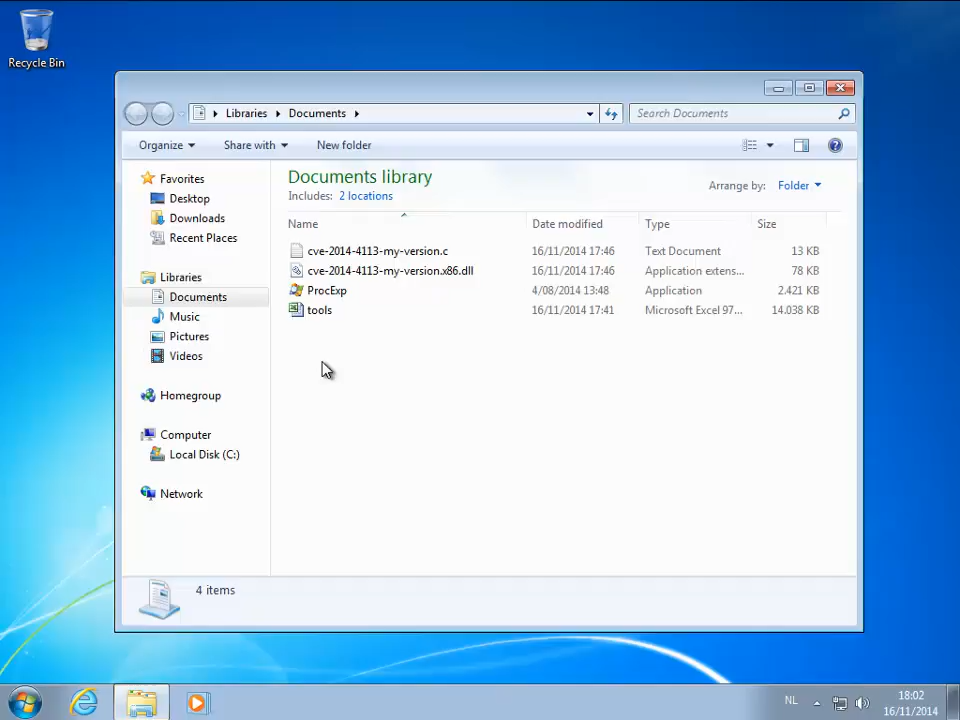 Recycle Bin
Libraries Documents
Search Documents
Organize Share with New folder
Favorites
Desktop
Downloads
Recent Places
Libraries
Documents
Music
Pictures
Videos
Homegroup
Computer
Local Disk (C:)
Network
Documents library
Includes: 2 locations
Arrange by: Folder
Name Date modified Type Size
cve-2014-4113-my-version.c 16/11/2014 17:46 Text Document 13 KB
cve-2014-4113-my-version.x86.dll 16/11/2014 17:46 Application extens... 78 KB
ProcExp 4/08/2014 13:48 Application 2.421 KB
tools 16/11/2014 17:41 Microsoft Excel 97... 14.038 KB
4 items
NL
18:02
16/11/2014